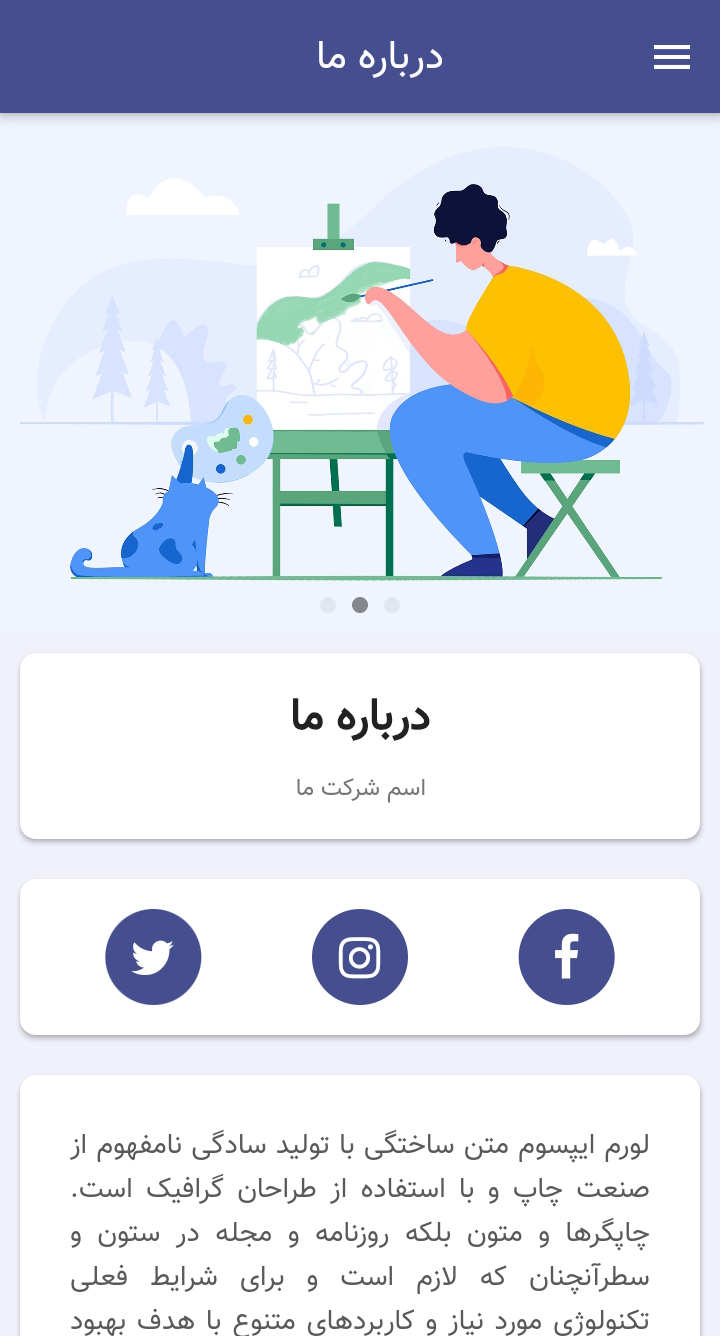 درباره ما
درباره ما
اسم شرکت ما
لورم ایپسوم متن ساختگی با تولید سادگی نامفهوم از
صنعت چاپ و با استفاده از طراحان گرافیک است.
چاپگرها و متون بلکه روزنامه و مجله در ستون و
سطرآنچنان که لازم است و برای شرایط فعلی
تکنولوژی مورد نیاز و کاربردهای متنوع با هدف بهبود